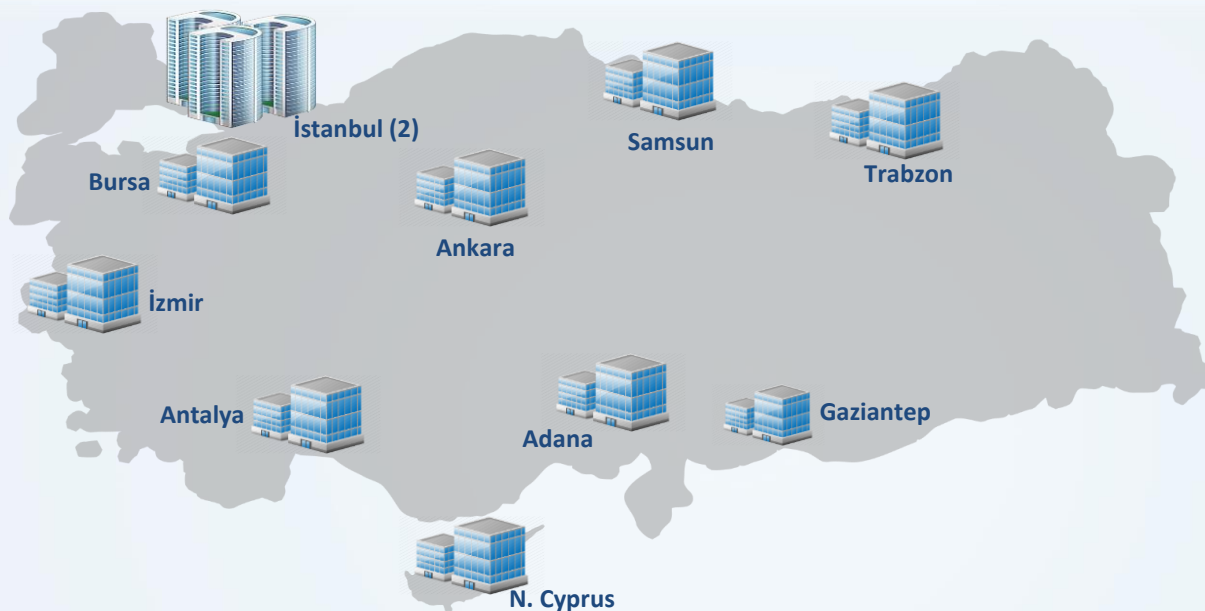 İstanbul (2)
Samsun
Bursa
Trabzon
Ankara
İzmir
Antalya
Gaziantep
Adana
N. Cyprus